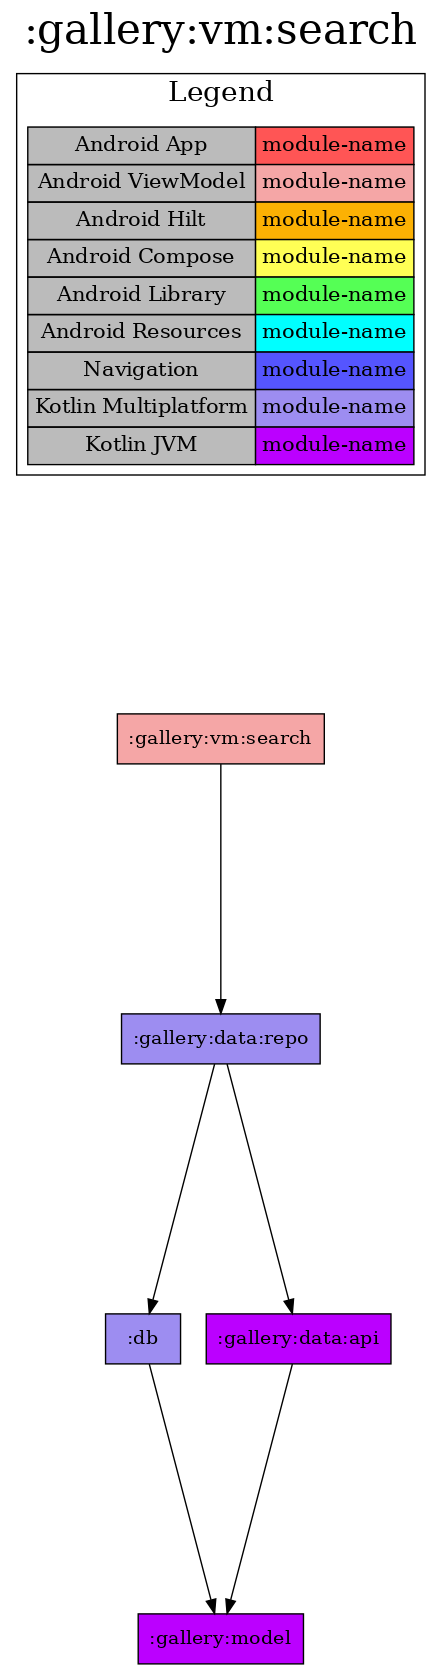 :gallery:vm:search
Legend
Android App module-name
Android ViewModel module-name
Android Hilt module-name
Android Compose module-name
Android Library module-name
Android Resources module-name
Navigation module-name
Kotlin Multiplatform module-name
Kotlin JVM module-name
:gallery:vm:search
:gallery:data:repo
:db :gallery:data:api
:gallery:model